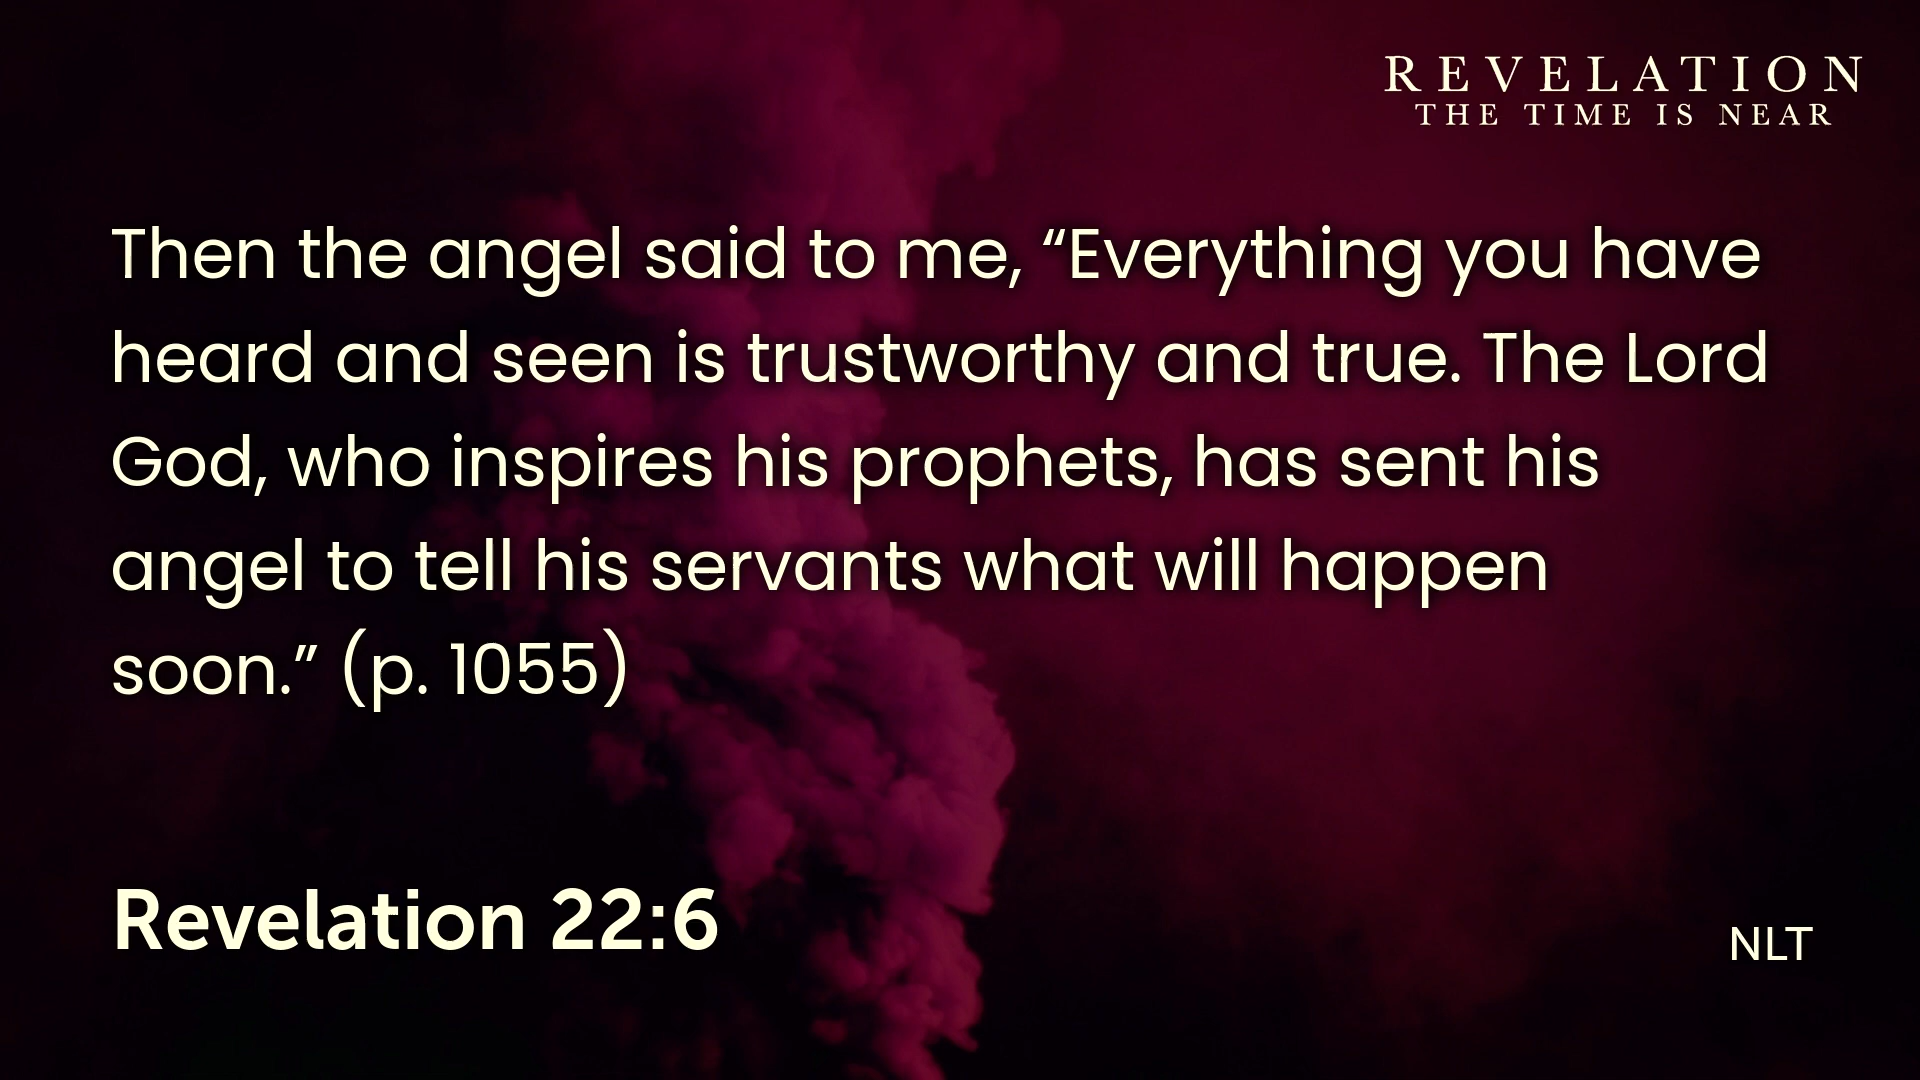 REVELATION
THE TIME IS NEAR
Then the angel said to me, “Everything you have
heard and seen is trustworthy and true. The Lord
God, who inspires his prophets, has sent his
angel to tell his servants what will happen
soon.” (p. 1055)
Revelation 22:6
NLT